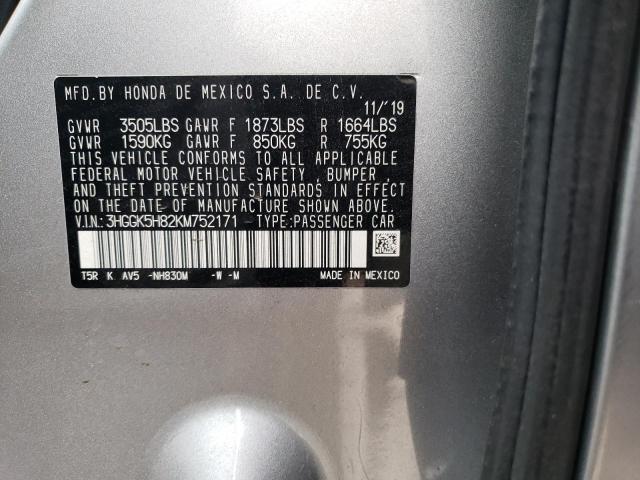 MFD. BY HONDA DE MEXICO S.A. DE C.V.
11/'19
GVWR 3505LBS GAWR F 1873LBS R 1664LBS
GVWR 1590KG GAWR F 850KG R 755KG
THIS VEHICLE CONFORMS TO ALL APPLICABLE
FEDERAL MOTOR VEHICLE SAFETY , BUMPER ,
AND THEFT PREVENTION STANDARDS IN EFFECT
ON THE DATE OF MANUFACTURE SHOWN ABOVE.
V.I.N.: 3HGGK5H82KM752171 TYPE:PASSENGER CAR
T5R K AV5 -NH830M -W -M MADE IN MEXICO